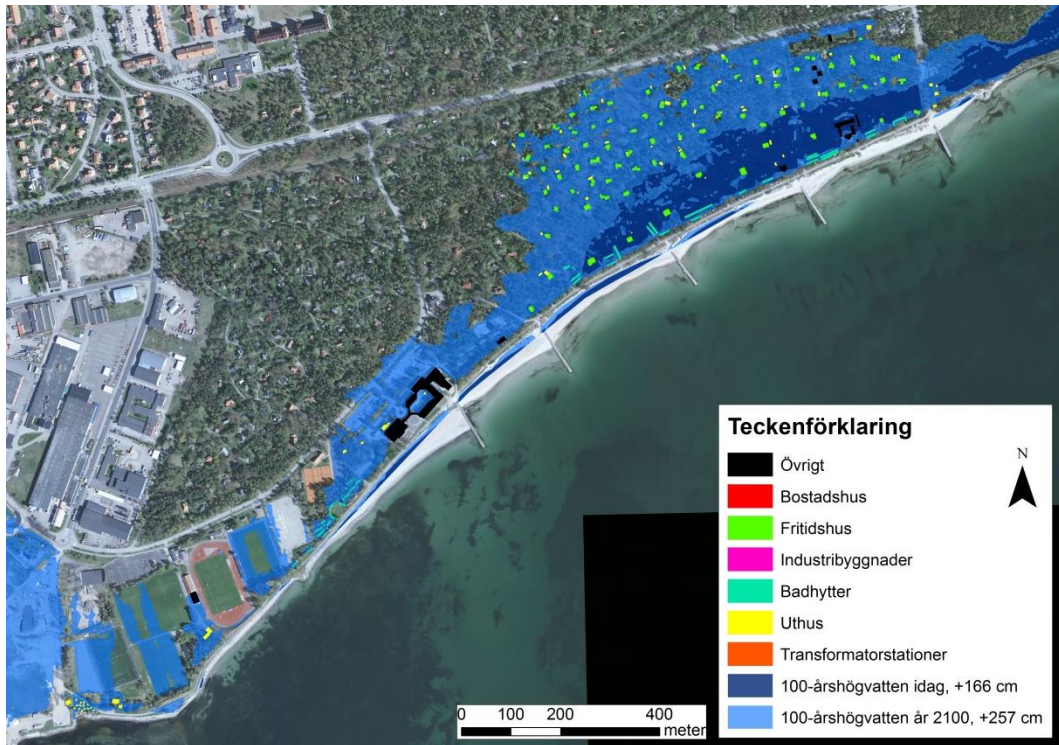 Teckenförklaring
N
Övrigt
Bostadshus
Fritidshus
Industribyggnader
Badhytter
Uthus
Transformatorstationer
100-årshögvatten idag, +166 cm
100-årshögvatten år 2100, +257 cm
0 100 200 400
meter